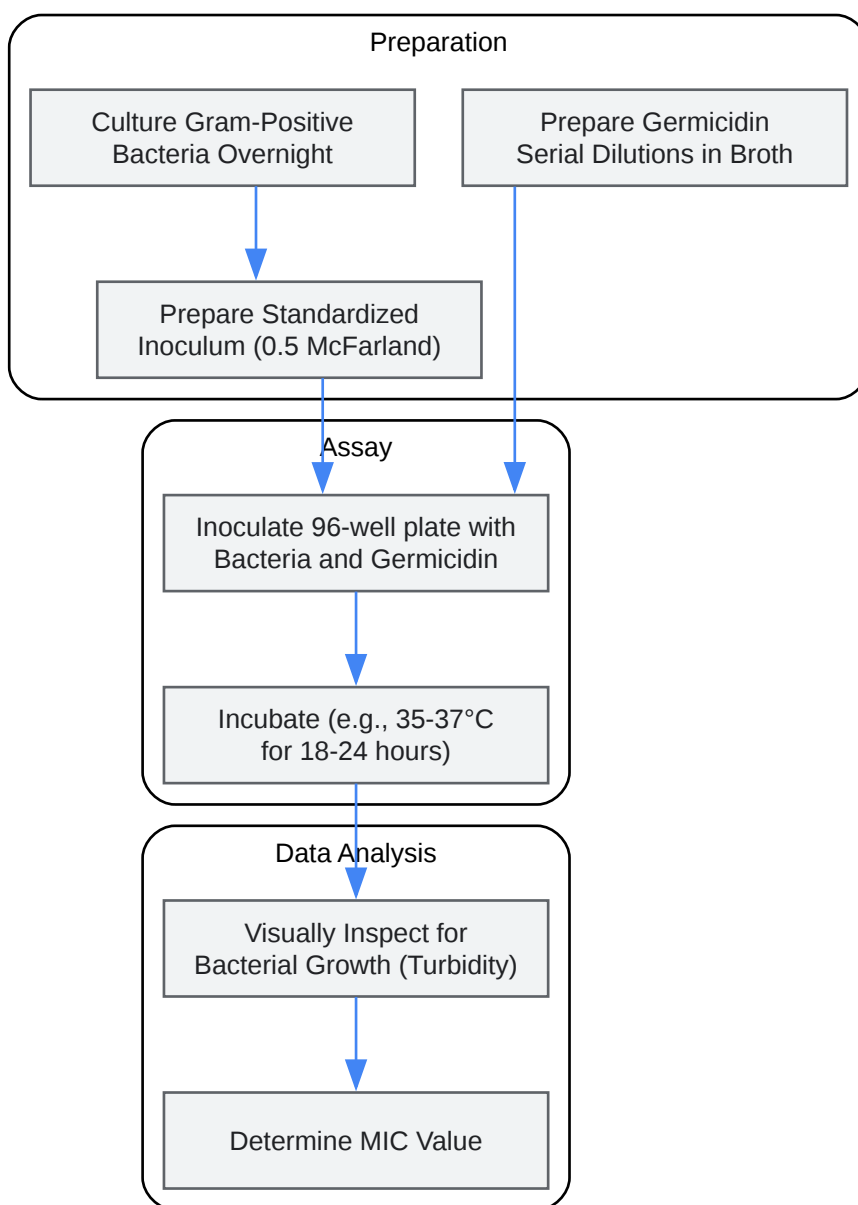 Preparation
Culture Gram-Positive
Bacteria Overnight
Prepare Germicidin
Serial Dilutions in Broth
Prepare Standardized
Inoculum (0.5 McFarland)
Assay
Inoculate 96-well plate with
Bacteria and Germicidin
Incubate (e.g., 35-37°C
for 18-24 hours)
Data Analysis
Visually Inspect for
Bacterial Growth (Turbidity)
Determine MIC Value